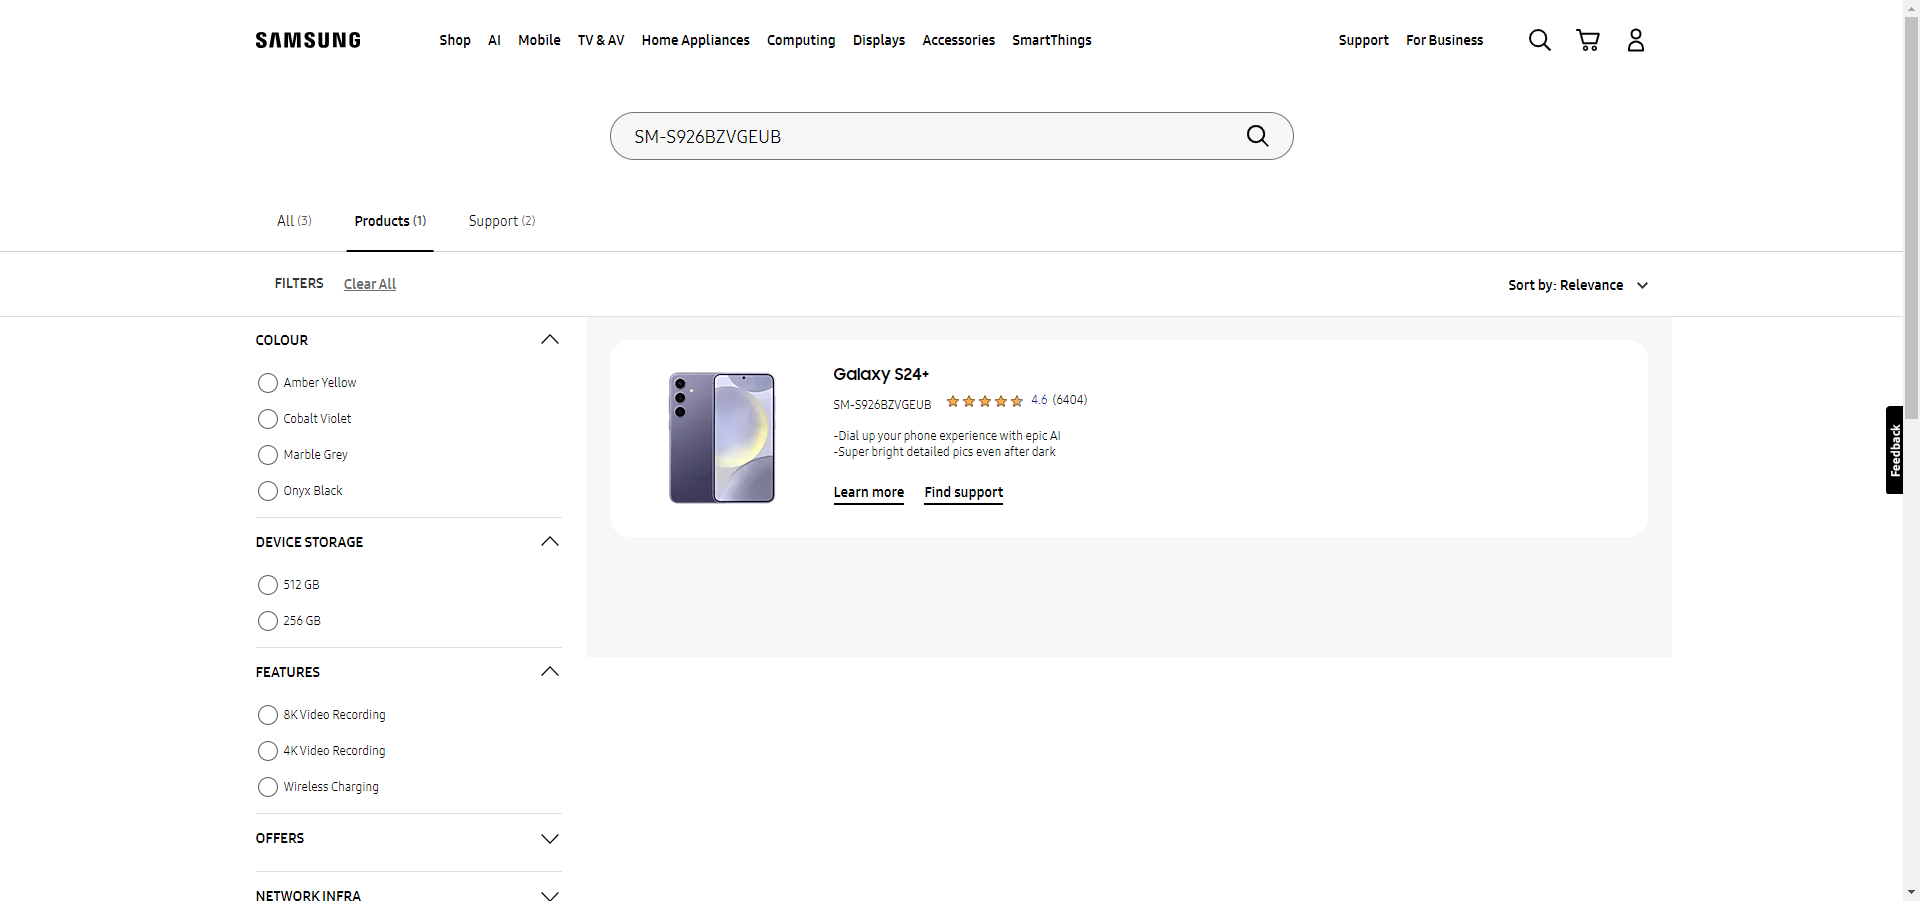 SAMSUNG
Shop AI Mobile TV & AV Home Appliances Computing Displays Accessories SmartThings Support For Business
SM-S926BZVGEUB
All (3) Products (1) Support (2)
FILTERS Clear All Sort by: Relevance
COLOUR
Amber Yellow
Cobalt Violet
Marble Grey
Onyx Black
DEVICE STORAGE
512 GB
256 GB
FEATURES
8K Video Recording
4K Video Recording
Wireless Charging
OFFERS
NETWORK INFRA
Galaxy S24+
SM-S926BZVGEUB 4.6 (6404)
-Dial up your phone experience with epic AI
-Super bright detailed pics even after dark
Learn more Find support
Feedback